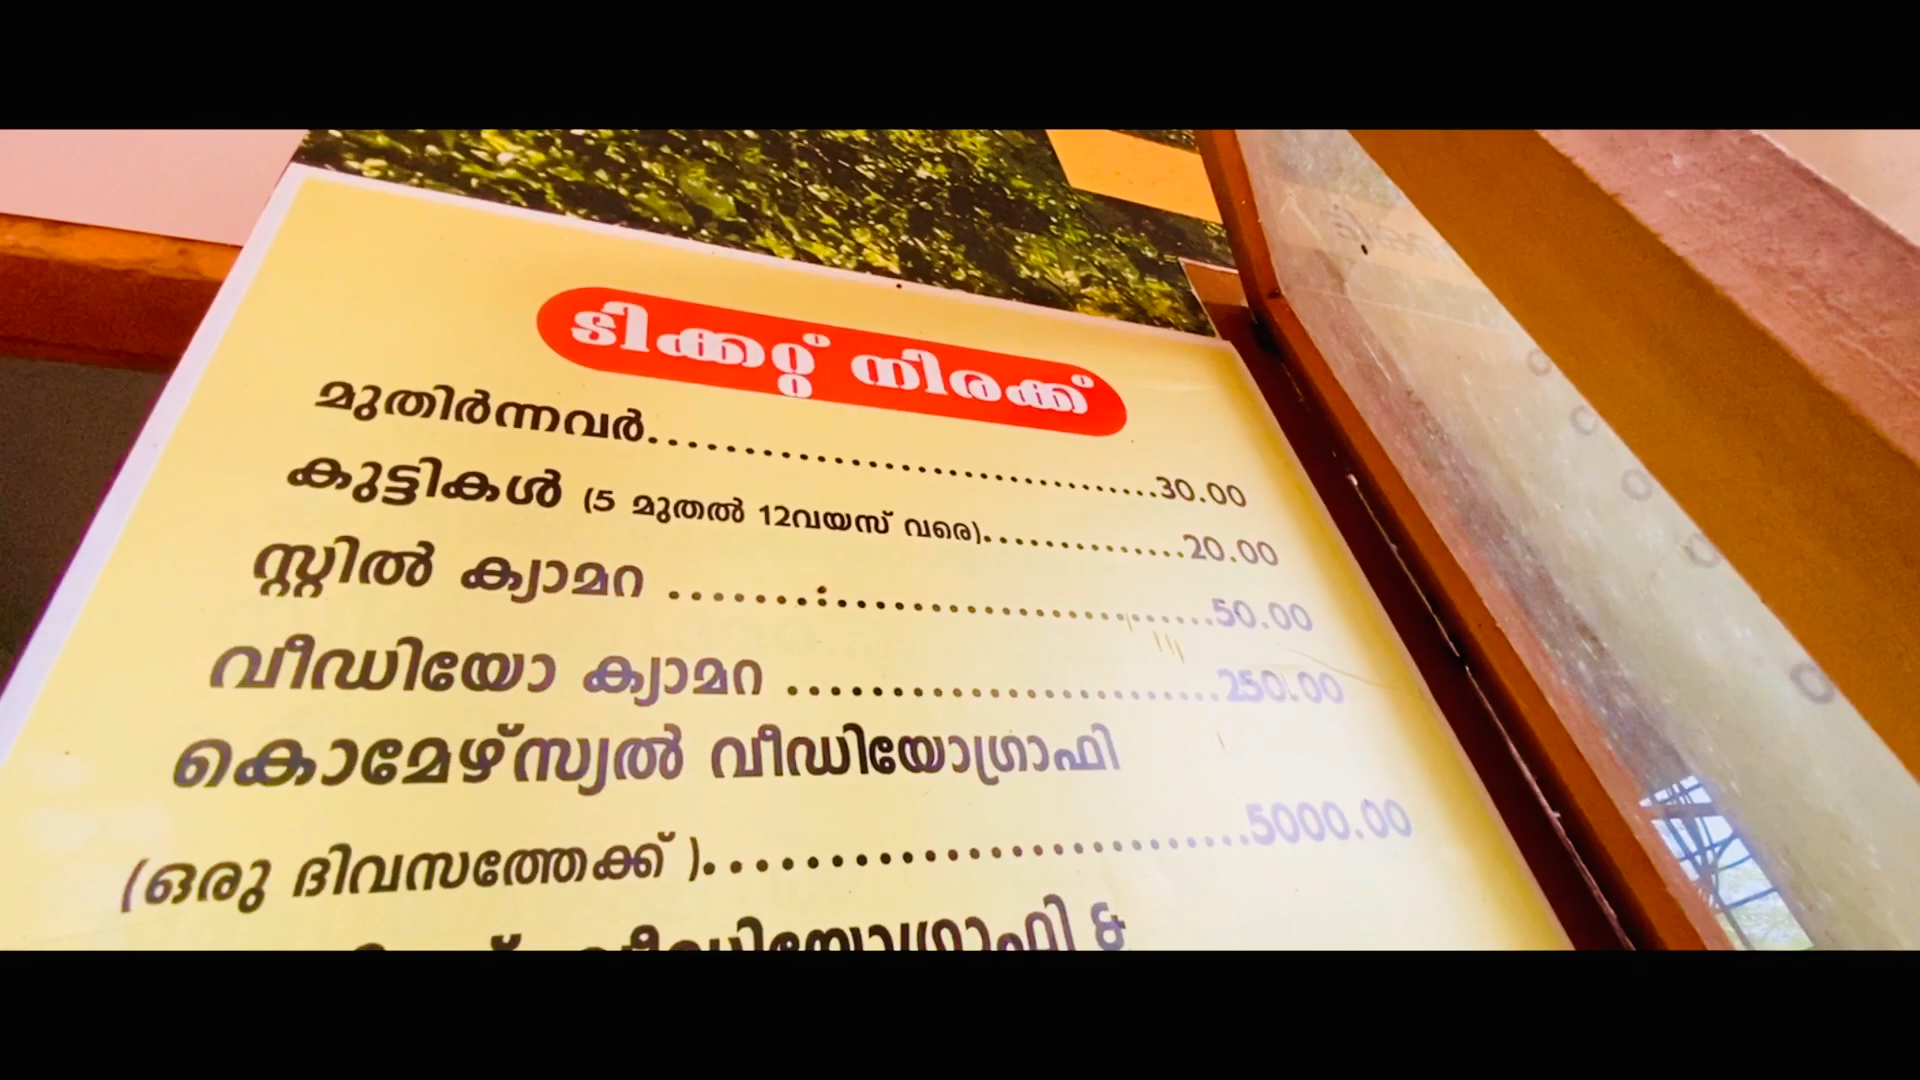 ടിക്കറ്റ് നിരക്ക്
മുതിർന്നവർ..............................30.00
കുട്ടികൾ (5 മുതൽ 12വയസ് വരെ)...............20.00
സ്റ്റിൽ ക്യാമറ .................................50.00
വീഡിയോ ക്യാമറ ........................250.00
കൊമേഴ്സ്യൽ വീഡിയോഗ്രാഫി
(ഒരു ദിവസത്തേക്ക് ).........................5000.00
വീഡിയോഗ്രാഫി &